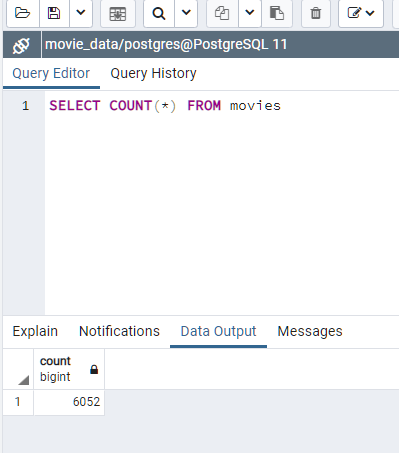 movie_data/postgres@PostgreSQL 11
Query Editor Query History
1 SELECT COUNT(*) FROM movies
Explain Notifications Data Output Messages
count
bigint
1 6052